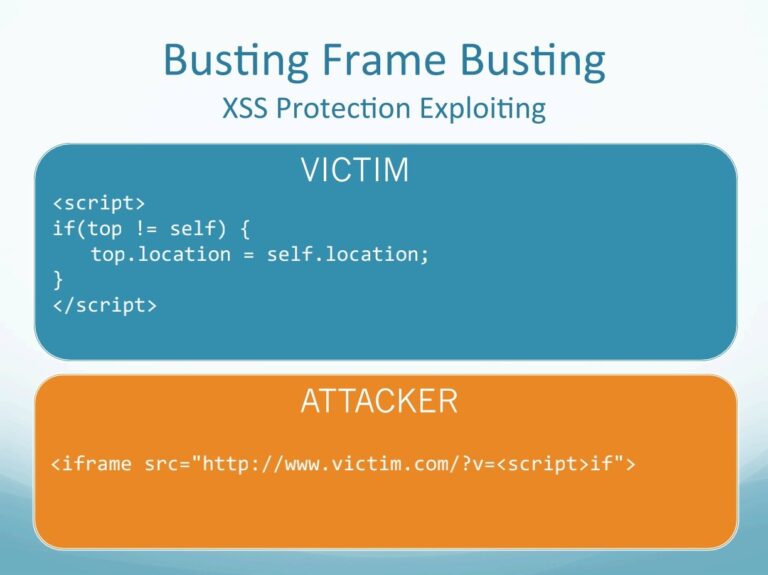 Busting Frame Busting
XSS Protection Exploiting
VICTIM
<script>
if(top != self) {
   top.location = self.location;
}
</script>
ATTACKER
<iframe src="http://www.victim.com/?v=<script>if">